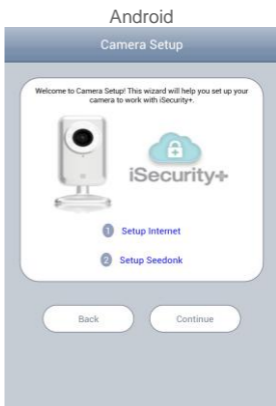 Android
Camera Setup
Welcome to Camera Setup! This wizard will help you set up your
camera to work with iSecurity+.
iSecurity+
1 Setup Internet
2 Setup Seedonk
Back Continue